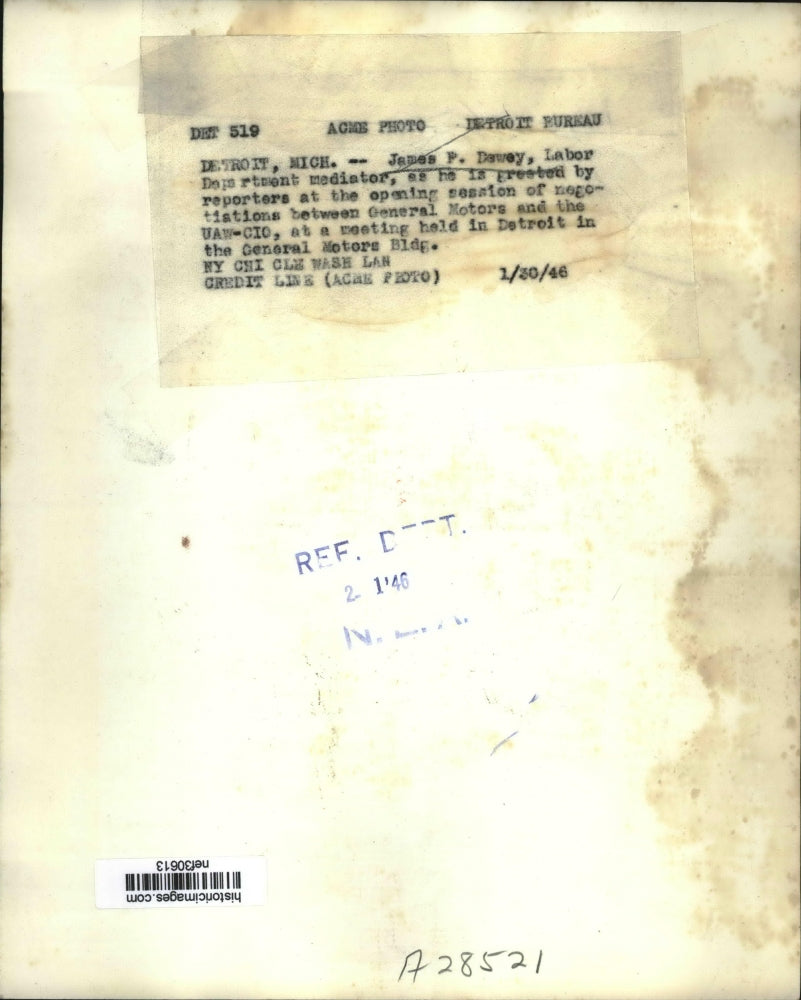 DET 519 ACME PHOTO DETROIT BUREAU
DETROIT, MICH. -- James F. Dewey, Labor
Department mediator, as he is greeted by
reporters at the opening session of nego-
tiations between General Motors and the
UAW-CIO, at a meeting held in Detroit in
the General Motors Bldg.
NY CHI CLE WASH LAN
CREDIT LINE (ACME PHOTO) 1/30/46
REF. D T.
2- 1'46
N.
nef30613
historicimages.com
A28521